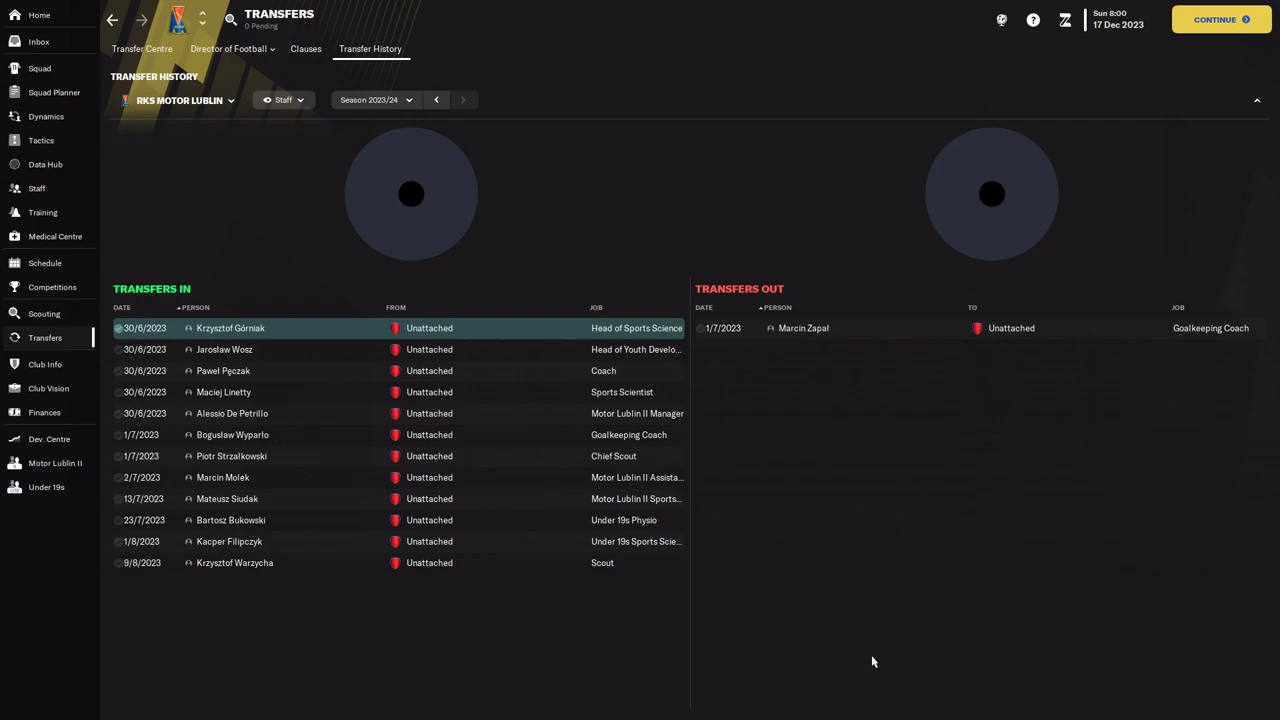 Home
Inbox
Squad
Squad Planner
Dynamics
Tactics
Data Hub
Staff
Training
Medical Centre
Schedule
Competitions
Scouting
Transfers
Club Info
Club Vision
Finances
Dev. Centre
Motor Lublin II
Under 19s
TRANSFERS
0 Pending
Sun 8:00
17 Dec 2023
CONTINUE
Transfer Centre Director of Football Clauses Transfer History
TRANSFER HISTORY
RKS MOTOR LUBLIN Staff Season 2023/24
TRANSFERS IN
DATE PERSON FROM JOB
30/6/2023 Krzysztof Górniak Unattached Head of Sports Science
30/6/2023 Jarosław Wosz Unattached Head of Youth Develo...
30/6/2023 Paweł Pęczak Unattached Coach
30/6/2023 Maciej Linetty Unattached Sports Scientist
30/6/2023 Alessio De Petrillo Unattached Motor Lublin II Manager
1/7/2023 Bogusław Wyparło Unattached Goalkeeping Coach
1/7/2023 Piotr Strzałkowski Unattached Chief Scout
2/7/2023 Marcin Molek Unattached Motor Lublin II Assista...
13/7/2023 Mateusz Siudak Unattached Motor Lublin II Sports...
23/7/2023 Bartosz Bukowski Unattached Under 19s Physio
1/8/2023 Kacper Filipczyk Unattached Under 19s Sports Scie...
9/8/2023 Krzysztof Warzycha Unattached Scout
TRANSFERS OUT
DATE PERSON TO JOB
1/7/2023 Marcin Zapał Unattached Goalkeeping Coach